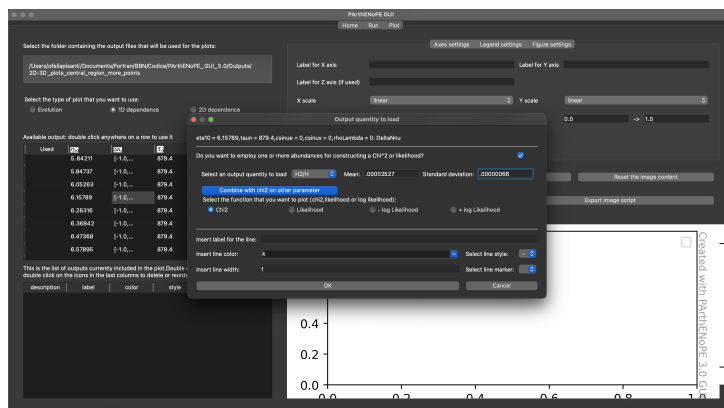 PArthENoPE GUI
Home Run Plot
Select the folder containing the output files that will be used for the plots:
/Users/ofeliapisanti/Documents/Fortran/BBN/Codice/PArthENoPE_GUI_3.0/Outputs/
2D-3D_plots_central_region_more_points
Select the type of plot that you want to use:
Evolution 1D dependence 2D dependence
Available output: double click anywhere on a row to use it
Used
5.84211 [-1.0,... 879.4
5.94737 [-1.0,... 879.4
6.05263 [-1.0,... 879.4
6.15789 [-1.0,... 879.4
6.26316 [-1.0,... 879.4
6.36842 [-1.0,... 879.4
6.47368 [-1.0,... 879.4
6.57895 [-1.0,... 879.4
This is the list of outputs currently included in the plot.Double
double click on the icons in the last columns to delete or
description label color style
Axes settings Legend settings Figure settings
Label for X axis Label for Y axis
Label for Z axis (if used)
X scale linear Y scale linear
0.0 -> 1.0
Reset the image content
Export image script
Output quantity to load
eta10 = 6.15789,taun = 879.4,csinue = 0,csinux = 0,rhoLambda = 0: DeltaNnu
Do you want to employ one or more abundances for constructing a Chi^2 or likelihood?
Select an output quantity to load H2/H Mean: .00002527 Standard deviation: .00000066
Combine with chi2 on other parameter
Select the function that you want to plot (chi2,likelihood or log likelihood):
Chi2 Likelihood - log Likelihood + log Likelihood
Insert label for the line:
Insert line color: k Select line style: -
Insert line width: 1 Select line marker:
OK Cancel
0.4
0.2
0.0
0.0 0.2 0.4 0.6 0.8
Created with PArthENoPE 3.0